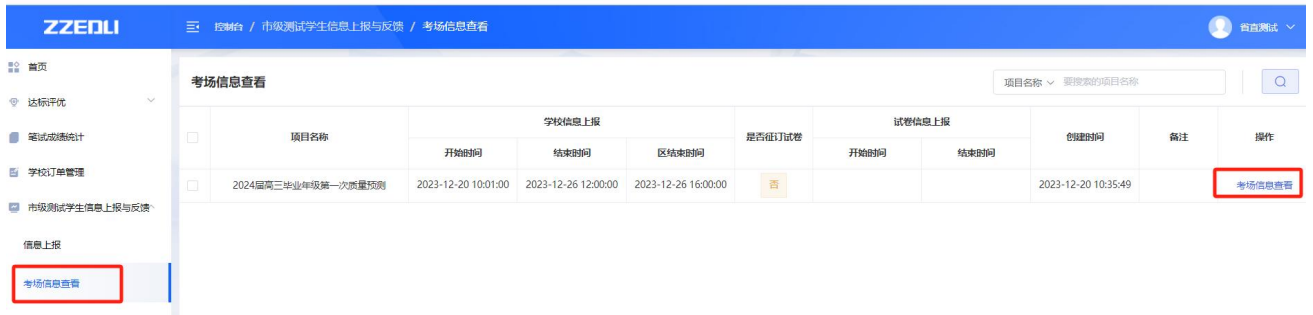 ZZEDLI
控制台 / 市级测试学生信息上报与反馈 / 考场信息查看
省直测试
首页
达标评优
笔试成绩统计
学校订单管理
市级测试学生信息上报与反馈
信息上报
考场信息查看
考场信息查看
项目名称 要搜索的项目名称
项目名称 学校信息上报 是否征订试卷 试卷信息上报 创建时间 备注 操作
开始时间 结束时间 区结束时间 开始时间 结束时间
2024届高三毕业年级第一次质量预测 2023-12-20 10:01:00 2023-12-26 12:00:00 2023-12-26 16:00:00 否 2023-12-20 10:35:49 考场信息查看